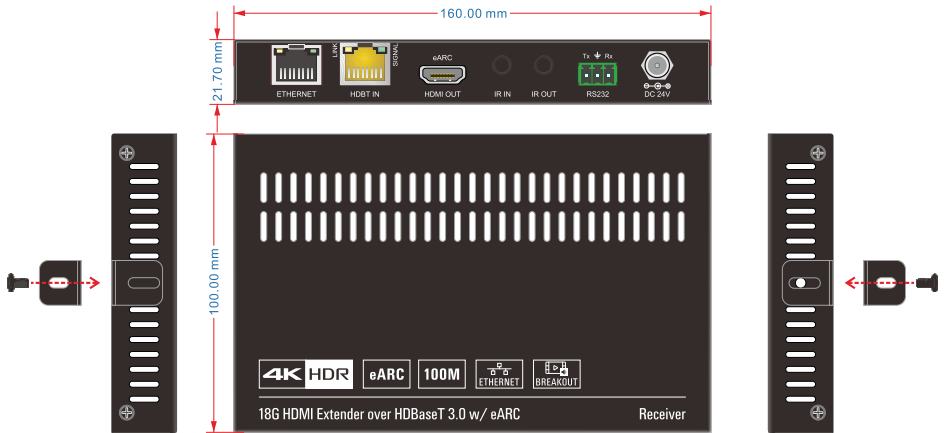 160.00 mm
21.70 mm
LINK
SIGNAL
eARC
Tx Rx
ETHERNET
HDBT IN
HDMI OUT
IR IN
IR OUT
RS232
DC 24V
100.00 mm
4K HDR
eARC
100M
ETHERNET
BREAKOUT
18G HDMI Extender over HDBaseT 3.0 w/ eARC
Receiver